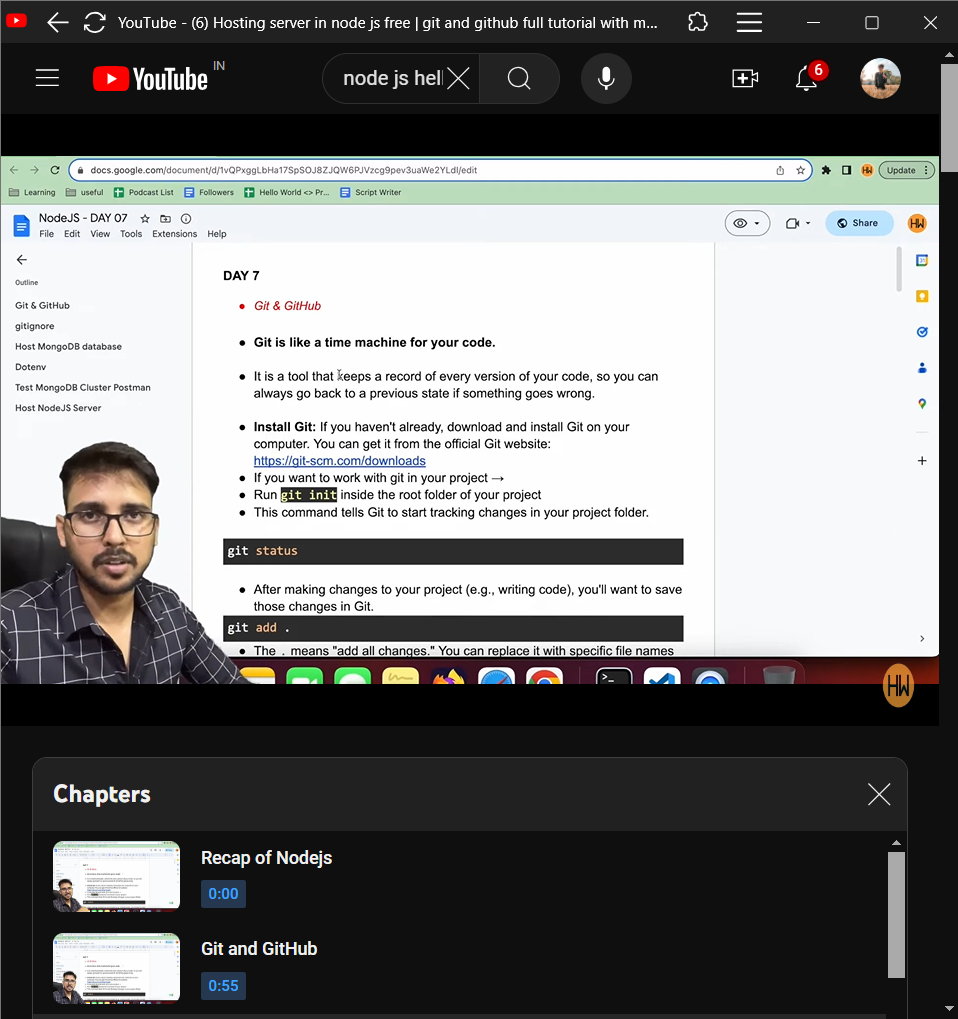 YouTube - (6) Hosting server in node js free | git and github full tutorial with m...
YouTube IN
node js hell
6
docs.google.com/document/d/1vQPxggLbHa17SpSOJ8ZJQW6PJVzcg9pev3uaWe2YLdI/edit
HW
Update
Learning
useful
Podcast List
Followers
Hello World <> Pr...
Script Writer
NodeJS - DAY 07
File Edit View Tools Extensions Help
Share
HW
Outline
Git & GitHub
gitignore
Host MongoDB database
Dotenv
Test MongoDB Cluster Postman
Host NodeJS Server
DAY 7
• Git & GitHub
• Git is like a time machine for your code.
• It is a tool that keeps a record of every version of your code, so you can
always go back to a previous state if something goes wrong.
• Install Git: If you haven't already, download and install Git on your
computer. You can get it from the official Git website:
https://git-scm.com/downloads
• If you want to work with git in your project →
• Run git init inside the root folder of your project
• This command tells Git to start tracking changes in your project folder.
git status
• After making changes to your project (e.g., writing code), you'll want to save
those changes in Git.
git add .
• The . means "add all changes." You can replace it with specific file names
HW
Chapters
Recap of Nodejs
0:00
Git and GitHub
0:55